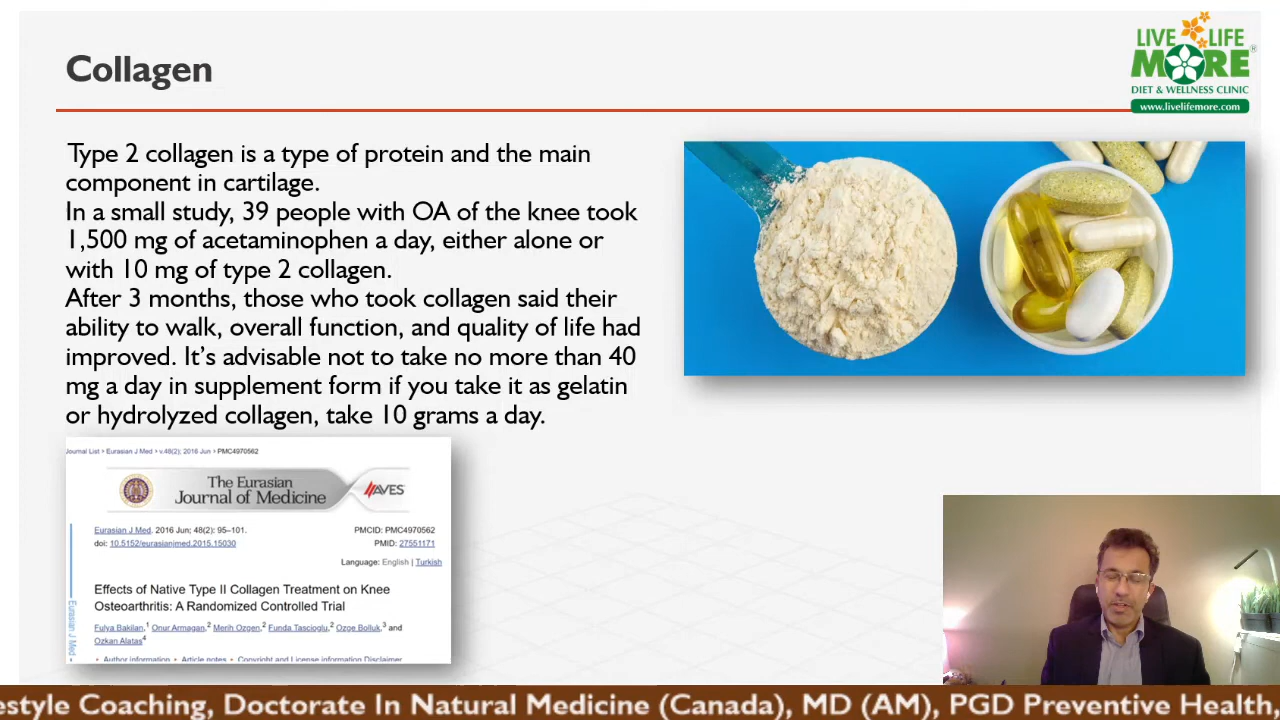 Collagen
LIVE LIFE
MORE®
DIET & WELLNESS CLINIC
www.livelifemore.com
Type 2 collagen is a type of protein and the main
component in cartilage.
In a small study, 39 people with OA of the knee took
1,500 mg of acetaminophen a day, either alone or
with 10 mg of type 2 collagen.
After 3 months, those who took collagen said their
ability to walk, overall function, and quality of life had
improved. It’s advisable not to take no more than 40
mg a day in supplement form if you take it as gelatin
or hydrolyzed collagen, take 10 grams a day.
Journal List > Eurasian J Med > v.48(2); 2016 Jun > PMC4970562
The Eurasian
Journal of Medicine
AVES
Eurasian J Med. 2016 Jun; 48(2): 95–101.
PMCID: PMC4970562
doi: 10.5152/eurasianjmed.2015.15030
PMID: 27551171
Language: English | Turkish
Effects of Native Type II Collagen Treatment on Knee
Osteoarthritis: A Randomized Controlled Trial
Fulya Bakilan,1 Onur Armagan,2 Merih Ozgen,2 Funda Tascioglu,2 Ozge Bolluk,3 and
Ozkan Alatas4
Eurasian J Med
• Author information • Article notes • Copyright and License information Disclaimer
estyle Coaching, Doctorate In Natural Medicine (Canada), MD (AM), PGD Preventive Health,